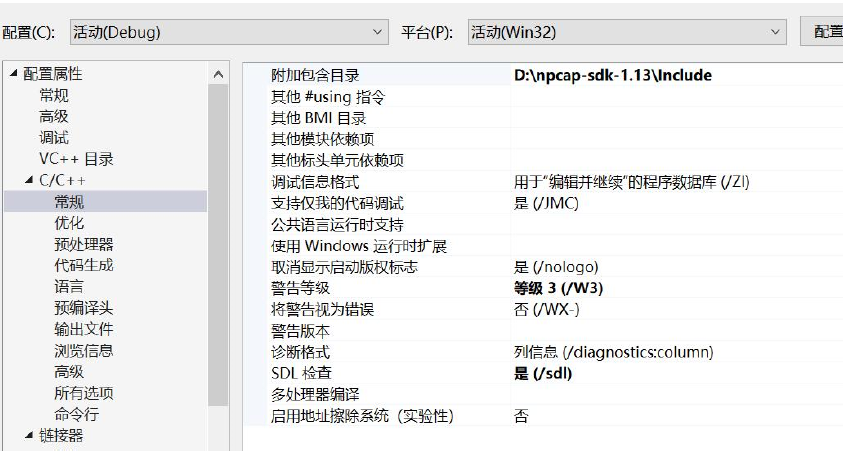 配置(C): 活动(Debug) 平台(P): 活动(Win32) 配置
配置属性
常规
高级
调试
VC++ 目录
C/C++
常规
优化
预处理器
代码生成
语言
预编译头
输出文件
浏览信息
高级
所有选项
命令行
链接器
附加包含目录 D:\npcap-sdk-1.13\Include
其他 #using 指令
其他 BMI 目录
其他模块依赖项
其他标头单元依赖项
调试信息格式 用于“编辑并继续”的程序数据库 (/ZI)
支持仅我的代码调试 是 (/JMC)
公共语言运行时支持
使用 Windows 运行时扩展
取消显示启动版权标志 是 (/nologo)
警告等级 等级 3 (/W3)
将警告视为错误 否 (/WX-)
警告版本
诊断格式 列信息 (/diagnostics:column)
SDL 检查 是 (/sdl)
多处理器编译
启用地址擦除系统（实验性） 否